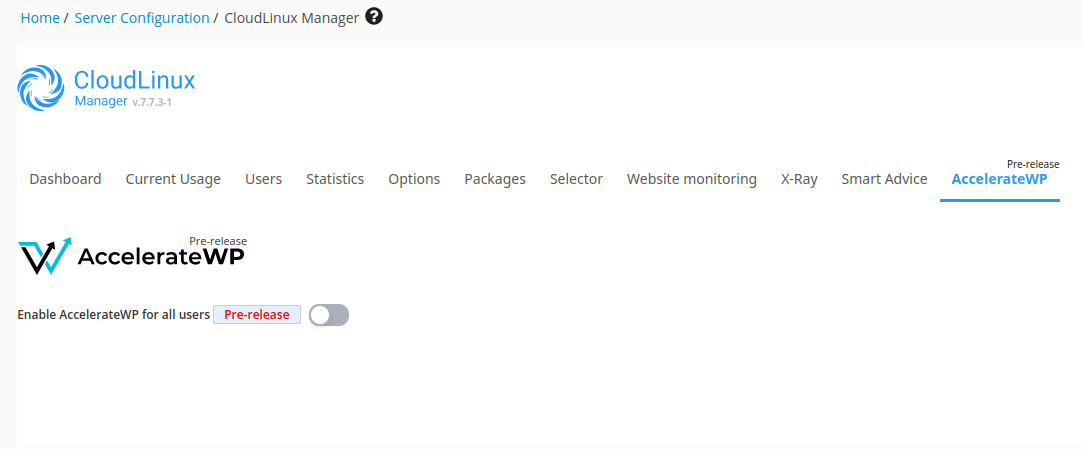 Home / Server Configuration / CloudLinux Manager ?
CloudLinux
Manager v.7.7.3-1
Pre-release
Dashboard Current Usage Users Statistics Options Packages Selector Website monitoring X-Ray Smart Advice AccelerateWP
Pre-release
AccelerateWP
Enable AccelerateWP for all users Pre-release